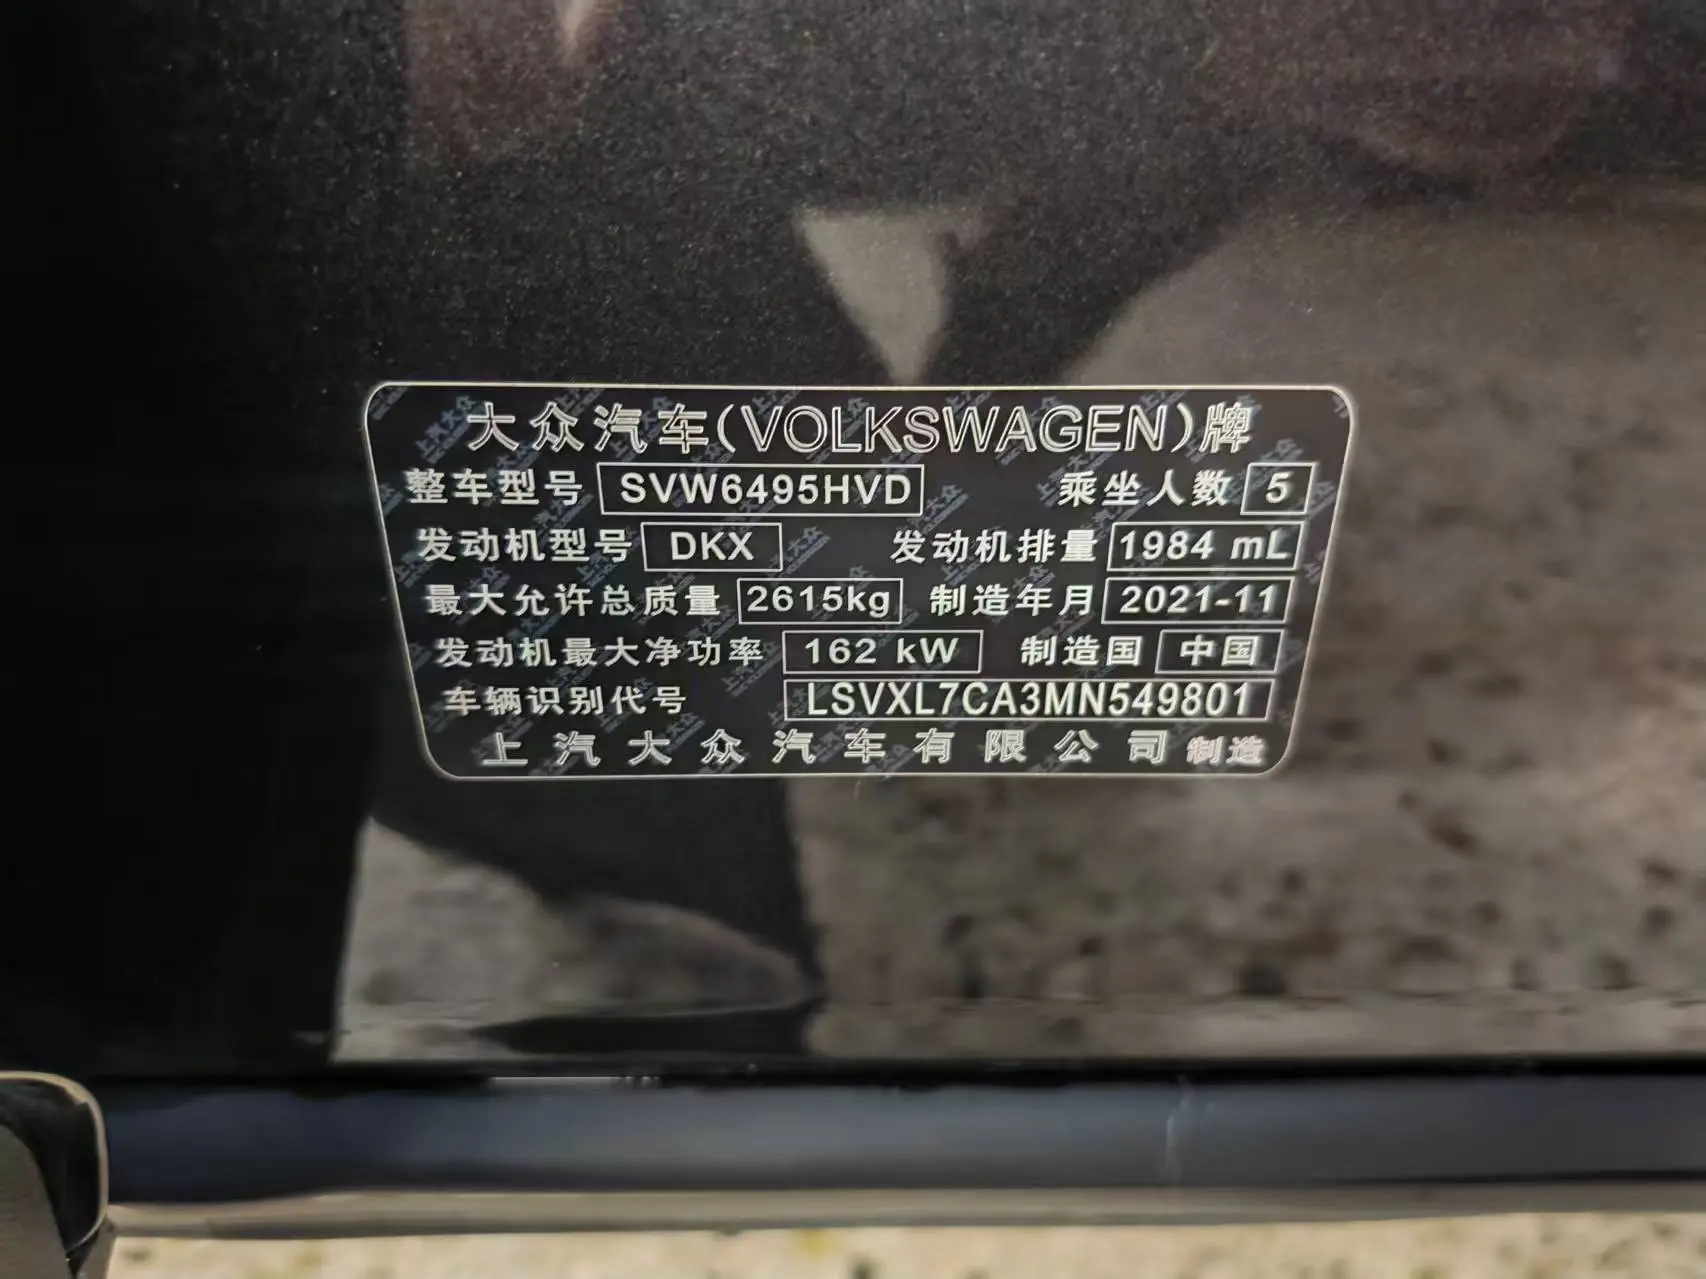 大众汽车(VOLKSWAGEN)牌
整车型号 SVW6495HVD 乘坐人数 5
发动机型号 DKX 发动机排量 1984 mL
最大允许总质量 2615kg 制造年月 2021-11
发动机最大净功率 162 kW 制造国 中国
车辆识别代号 LSVXL7CA3MN549801
上汽大众汽车有限公司 制造